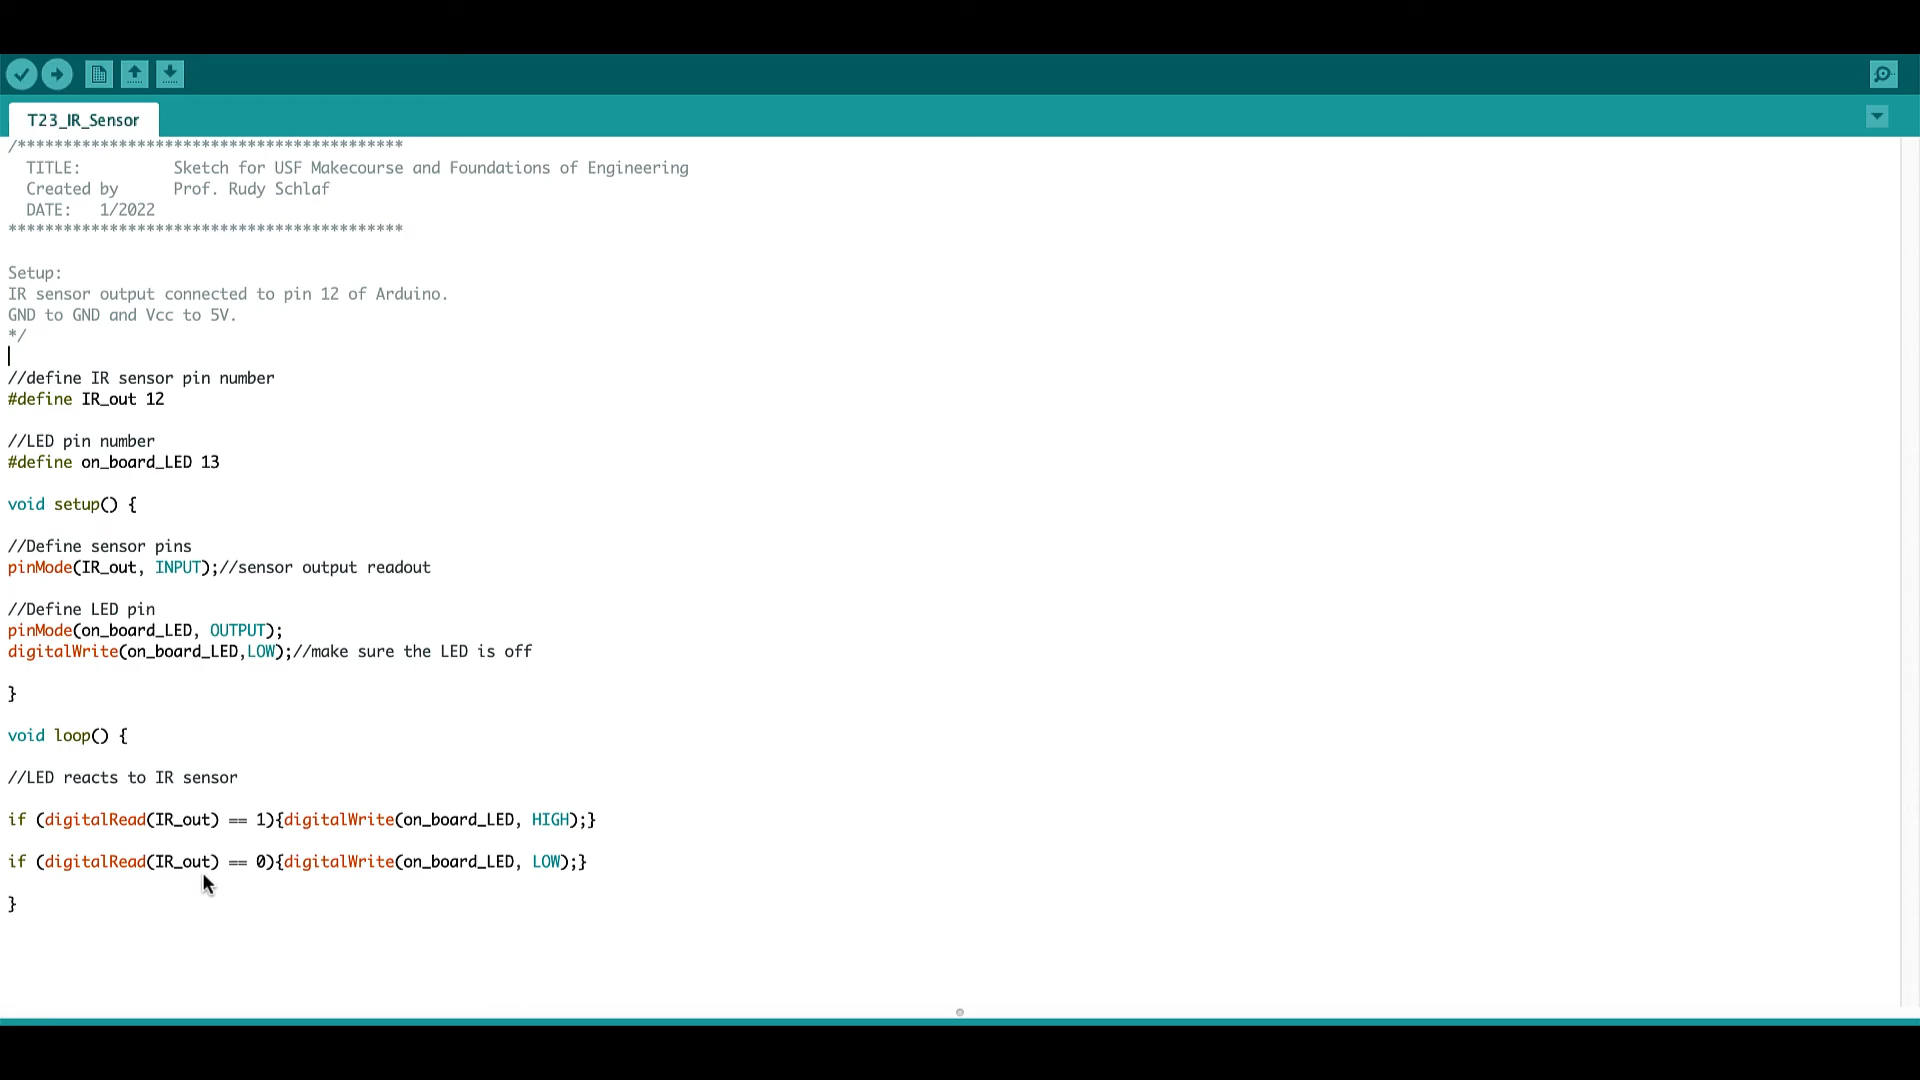 T23_IR_Sensor
/******************************************
TITLE: Sketch for USF Makecourse and Foundations of Engineering
Created by Prof. Rudy Schlaf
DATE: 1/2022
*******************************************
Setup:
IR sensor output connected to pin 12 of Arduino.
GND to GND and Vcc to 5V.
*/
//define IR sensor pin number
#define IR_out 12
//LED pin number
#define on_board_LED 13
void setup() {
//Define sensor pins
pinMode(IR_out, INPUT);//sensor output readout
//Define LED pin
pinMode(on_board_LED, OUTPUT);
digitalWrite(on_board_LED,LOW);//make sure the LED is off
}
void loop() {
//LED reacts to IR sensor
if (digitalRead(IR_out) == 1){digitalWrite(on_board_LED, HIGH);}
if (digitalRead(IR_out) == 0){digitalWrite(on_board_LED, LOW);}
}